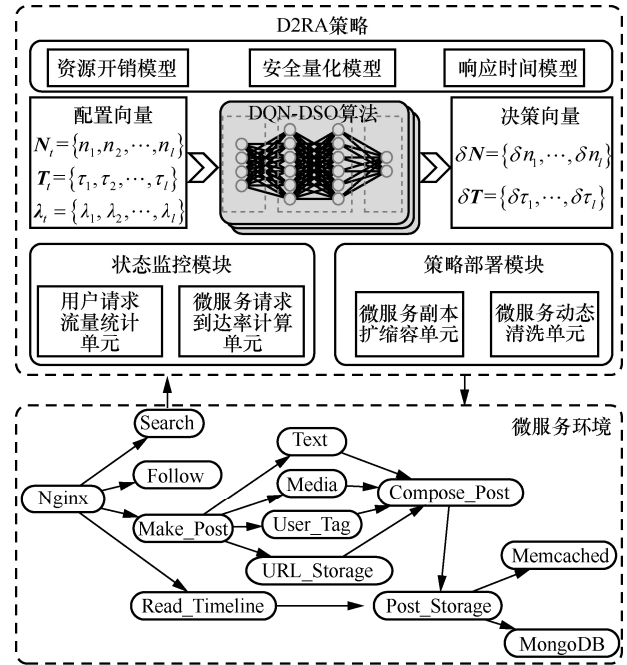 D2RA策略
资源开销模型
安全量化模型
响应时间模型
配置向量
N_t={n_1,n_2,⋯,n_l}
T_t={τ_1,τ_2,⋯,τ_l}
λ_t={λ_1,λ_2,⋯,λ_l}
DQN-DSO算法
决策向量
δN={δn_1,⋯,δn_l}
δT={δτ_1,⋯,δτ_l}
状态监控模块
用户请求
流量统计
单元
微服务请求
到达率计算
单元
策略部署模块
微服务副本
扩缩容单元
微服务动态
清洗单元
微服务环境
Search
Text
Follow
Media
Nginx
Compose_Post
Make_Post
User_Tag
URL_Storage
Memcached
Read_Timeline
Post_Storage
MongoDB